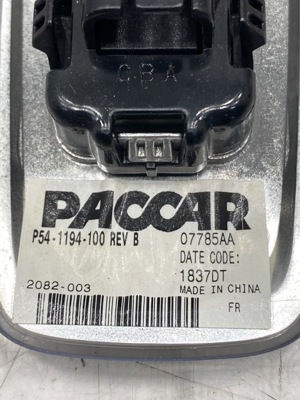 CBA
PACCAR
P54-1194-100 REV B 07785AA
DATE CODE:
1837DT
2082-003 MADE IN CHINA
FR